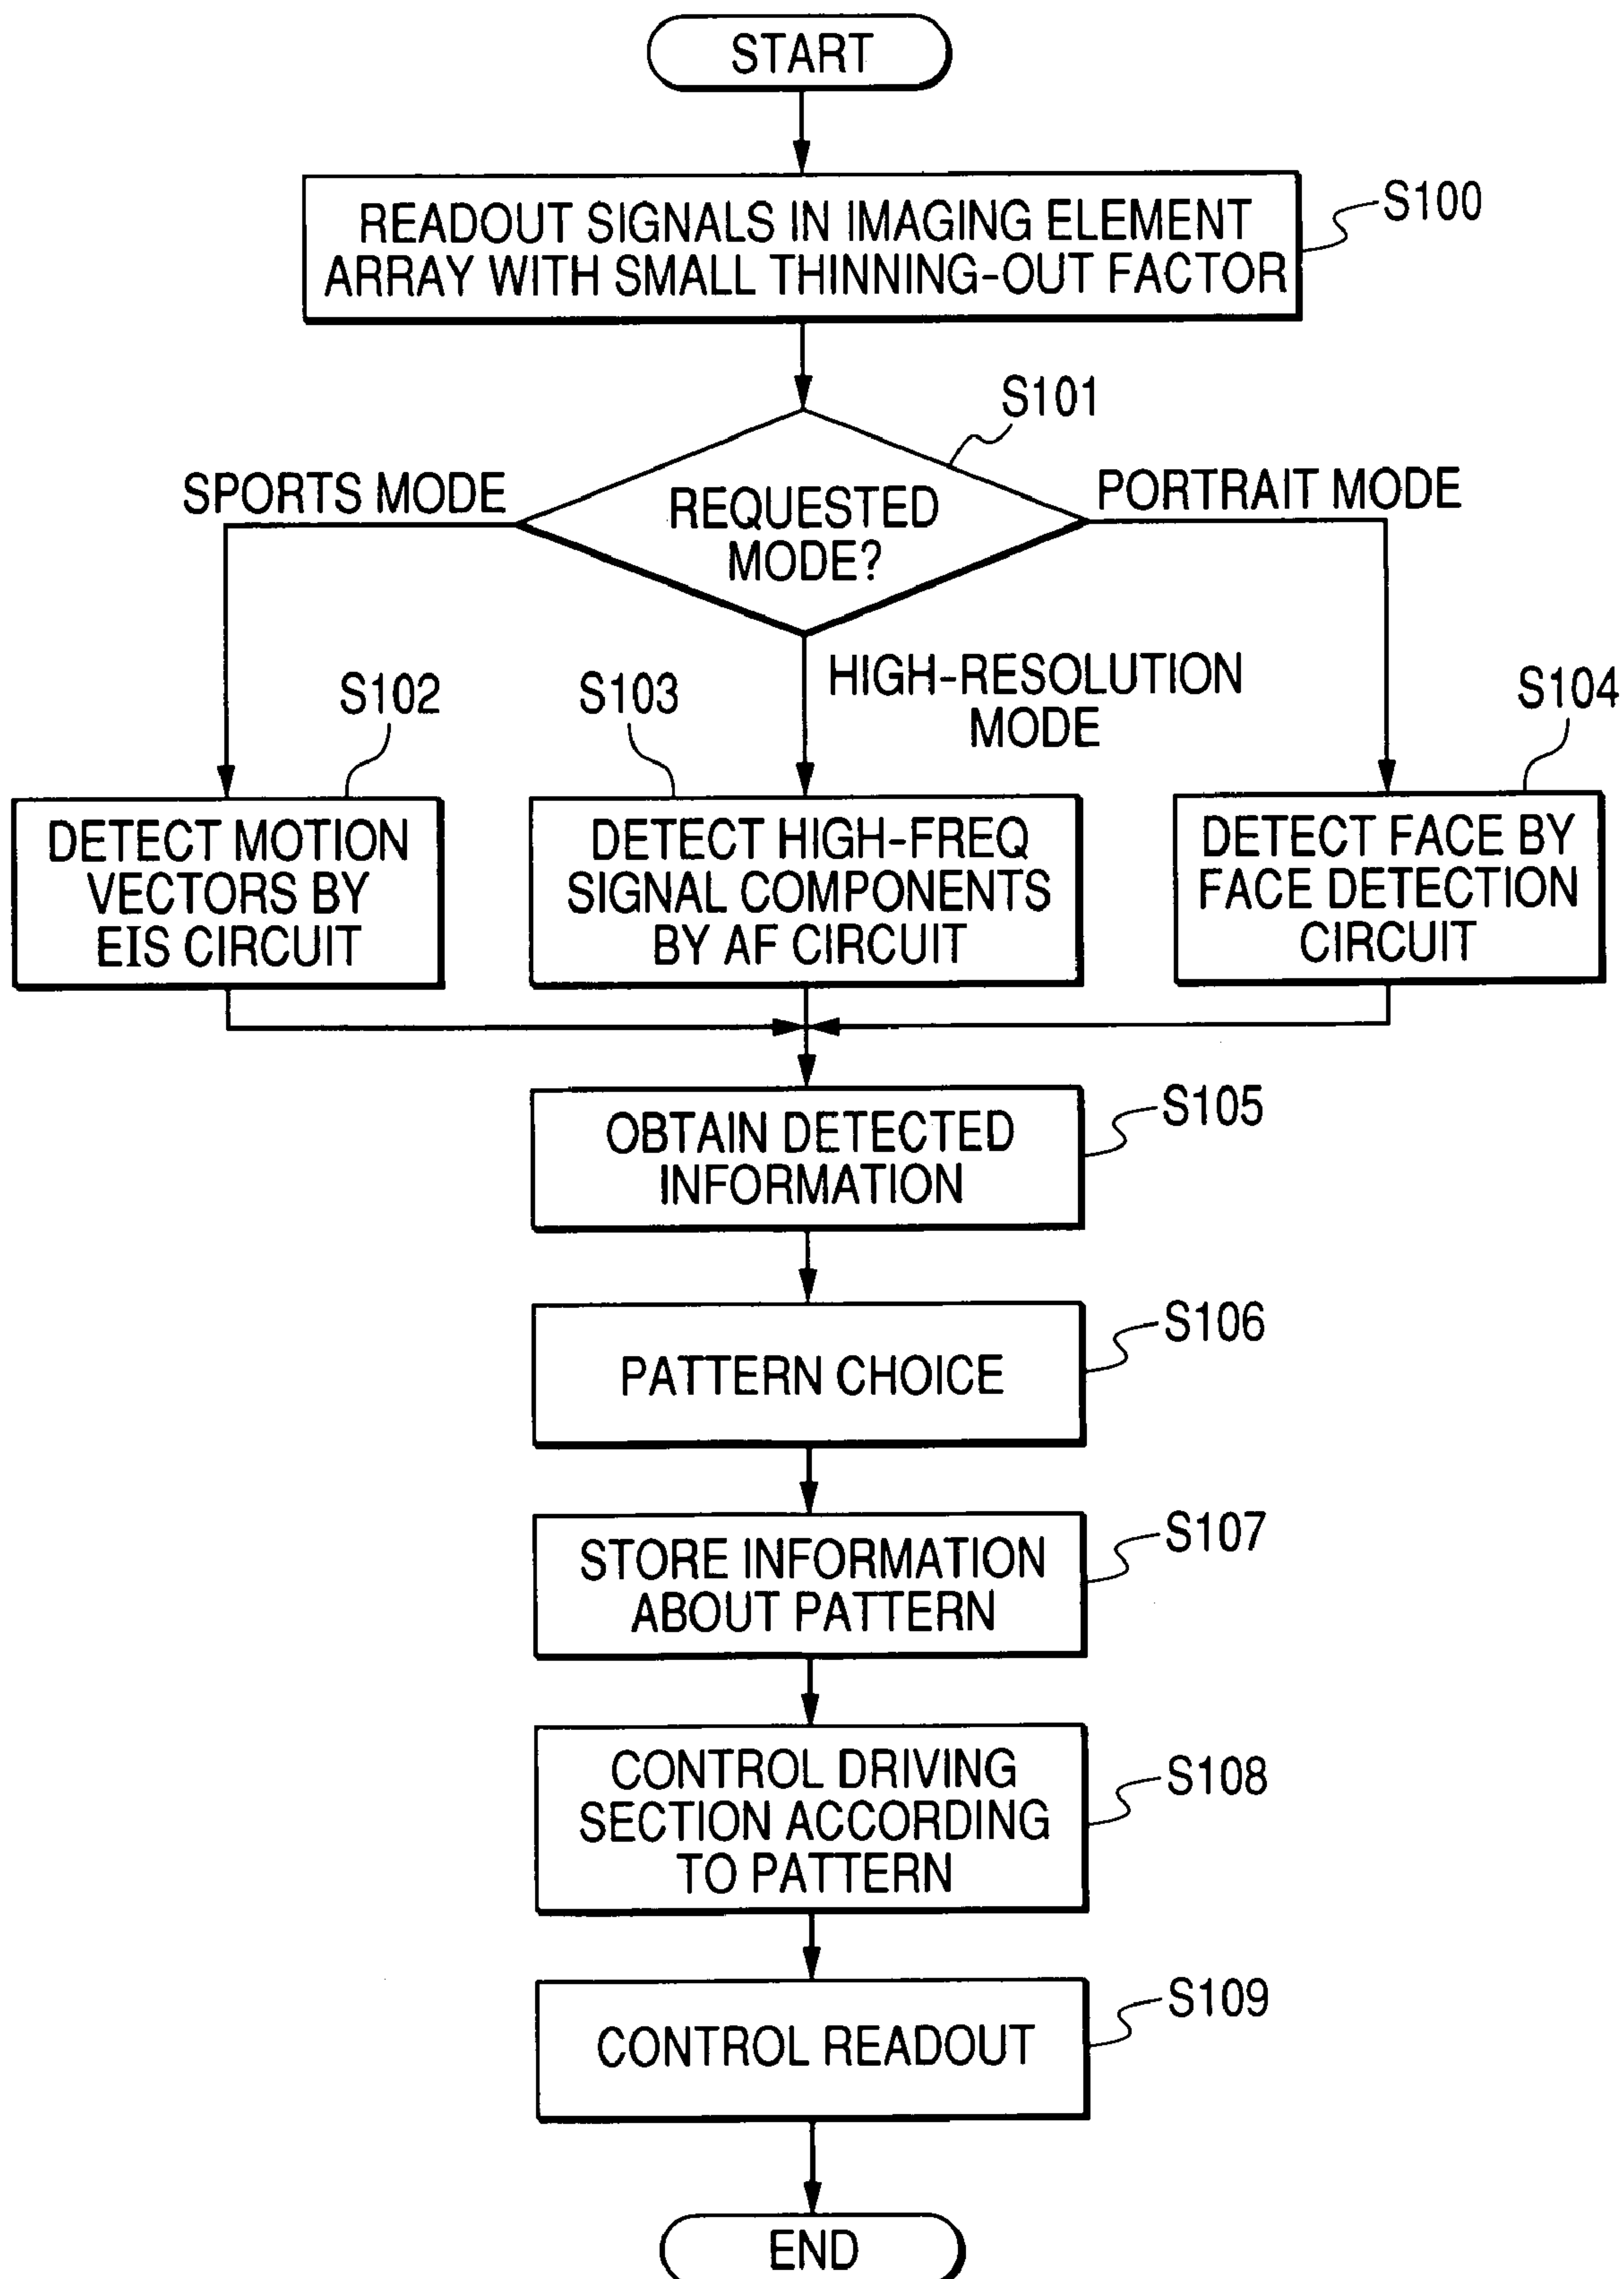 START
READOUT SIGNALS IN IMAGING ELEMENT
ARRAY WITH SMALL THINNING-OUT FACTOR
S100
S101
SPORTS MODE
REQUESTED
MODE?
PORTRAIT MODE
HIGH-RESOLUTION
MODE
S102
S103
S104
DETECT MOTION
VECTORS BY
EIS CIRCUIT
DETECT HIGH-FREQ
SIGNAL COMPONENTS
BY AF CIRCUIT
DETECT FACE BY
FACE DETECTION
CIRCUIT
OBTAIN DETECTED
INFORMATION
S105
PATTERN CHOICE
S106
STORE INFORMATION
ABOUT PATTERN
S107
CONTROL DRIVING
SECTION ACCORDING
TO PATTERN
S108
CONTROL READOUT
S109
END